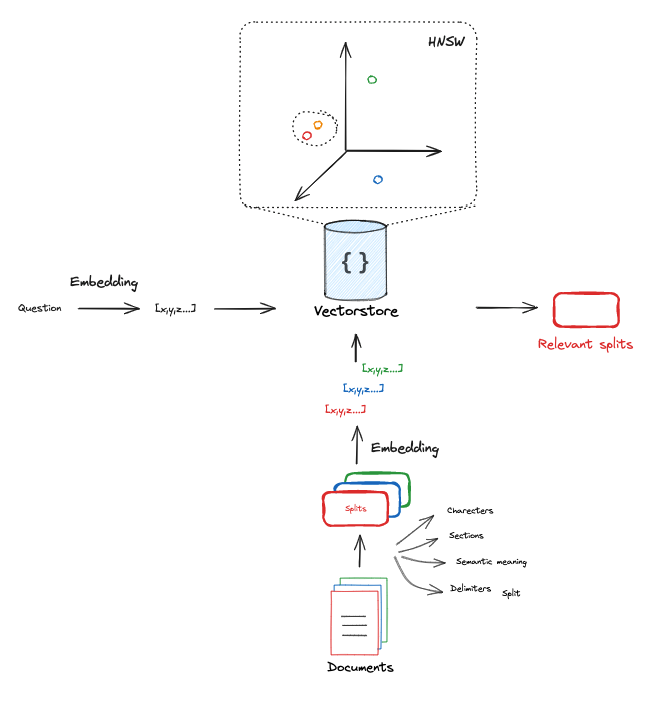 HNSW
{ }
Embedding
Question
[x,y,z...]
Vectorstore
Relevant splits
[x,y,z...]
[x,y,z...]
[x,y,z...]
Embedding
Splits
Charecters
Sections
Semantic meaning
Delimiters
Split
Documents